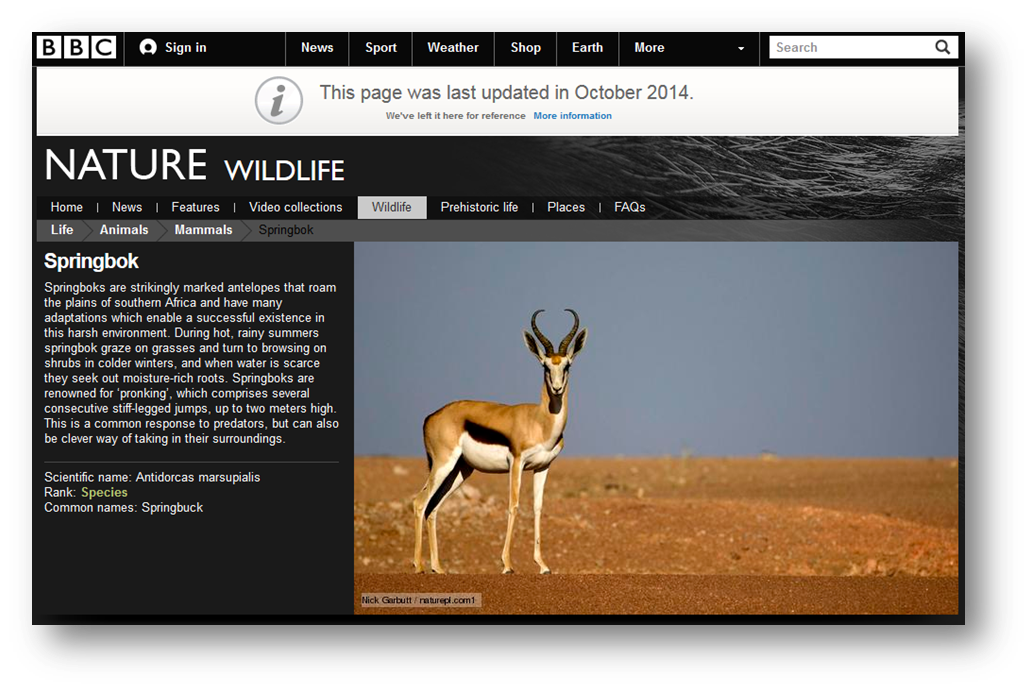 BBC Sign in News Sport Weather Shop Earth More Search
This page was last updated in October 2014.
We've left it here for reference More information
NATURE WILDLIFE
Home | News | Features | Video collections Wildlife Prehistoric life | Places | FAQs
Life Animals Mammals Springbok
Springbok
Springboks are strikingly marked antelopes that roam
the plains of southern Africa and have many
adaptations which enable a successful existence in
this harsh environment. During hot, rainy summers
springbok graze on grasses and turn to browsing on
shrubs in colder winters, and when water is scarce
they seek out moisture-rich roots. Springboks are
renowned for ‘pronking’, which comprises several
consecutive stiff-legged jumps, up to two meters high.
This is a common response to predators, but can also
be clever way of taking in their surroundings.
Scientific name: Antidorcas marsupialis
Rank: Species
Common names: Springbuck
Nick Garbutt / naturepl.com1